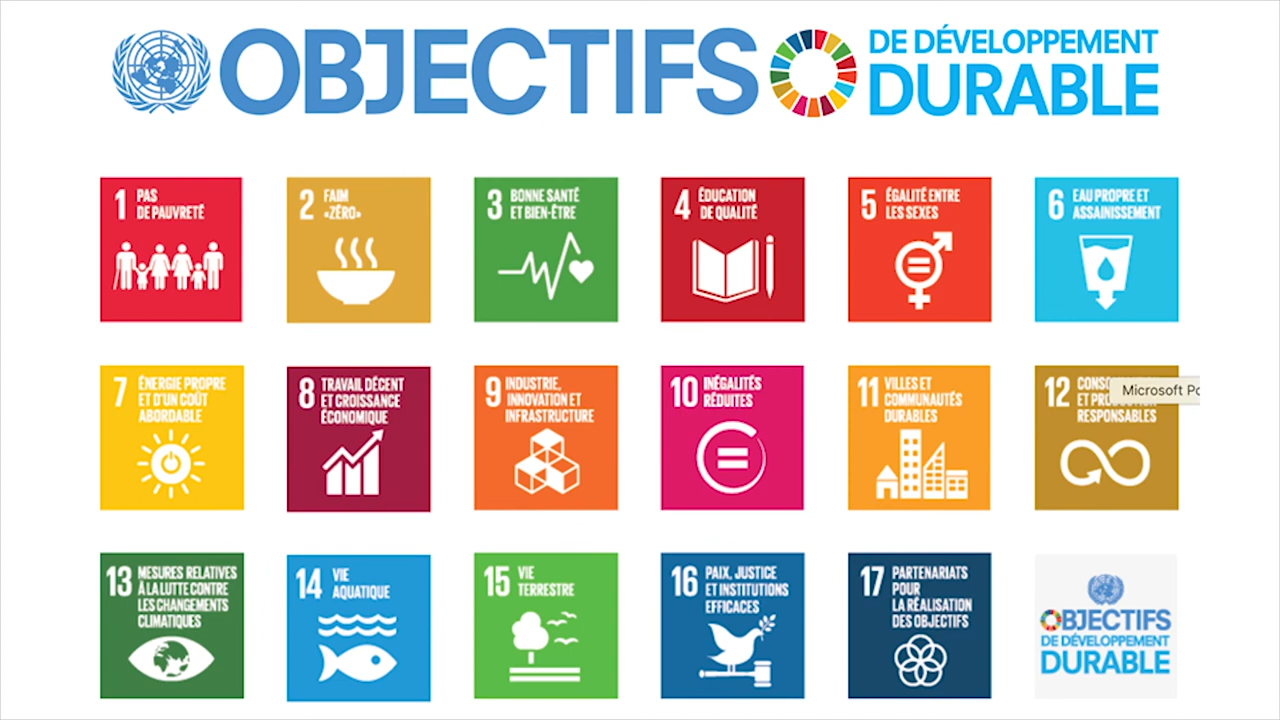 OBJECTIFS
DE DÉVELOPPEMENT
DURABLE
1 PAS
DE PAUVRETÉ
2 FAIM
«ZÉRO»
3 BONNE SANTÉ
ET BIEN-ÊTRE
4 ÉDUCATION
DE QUALITÉ
5 ÉGALITÉ ENTRE
LES SEXES
6 EAU PROPRE ET
ASSAINISSEMENT
7 ÉNERGIE PROPRE
ET D'UN COÛT
ABORDABLE
8 TRAVAIL DÉCENT
ET CROISSANCE
ÉCONOMIQUE
9 INDUSTRIE,
INNOVATION ET
INFRASTRUCTURE
10 INÉGALITÉS
RÉDUITES
11 VILLES ET
COMMUNAUTÉS
DURABLES
12
ET
RESPONSABLES
Microsoft
13 MESURES RELATIVES
À LA LUTTE CONTRE
LES CHANGEMENTS
CLIMATIQUES
14 VIE
AQUATIQUE
15 VIE
TERRESTRE
16 PAIX, JUSTICE
ET INSTITUTIONS
EFFICACES
17 PARTENARIATS
POUR
LA RÉALISATION
DES OBJECTIFS
OBJECTIFS
DE DÉVELOPPEMENT
DURABLE